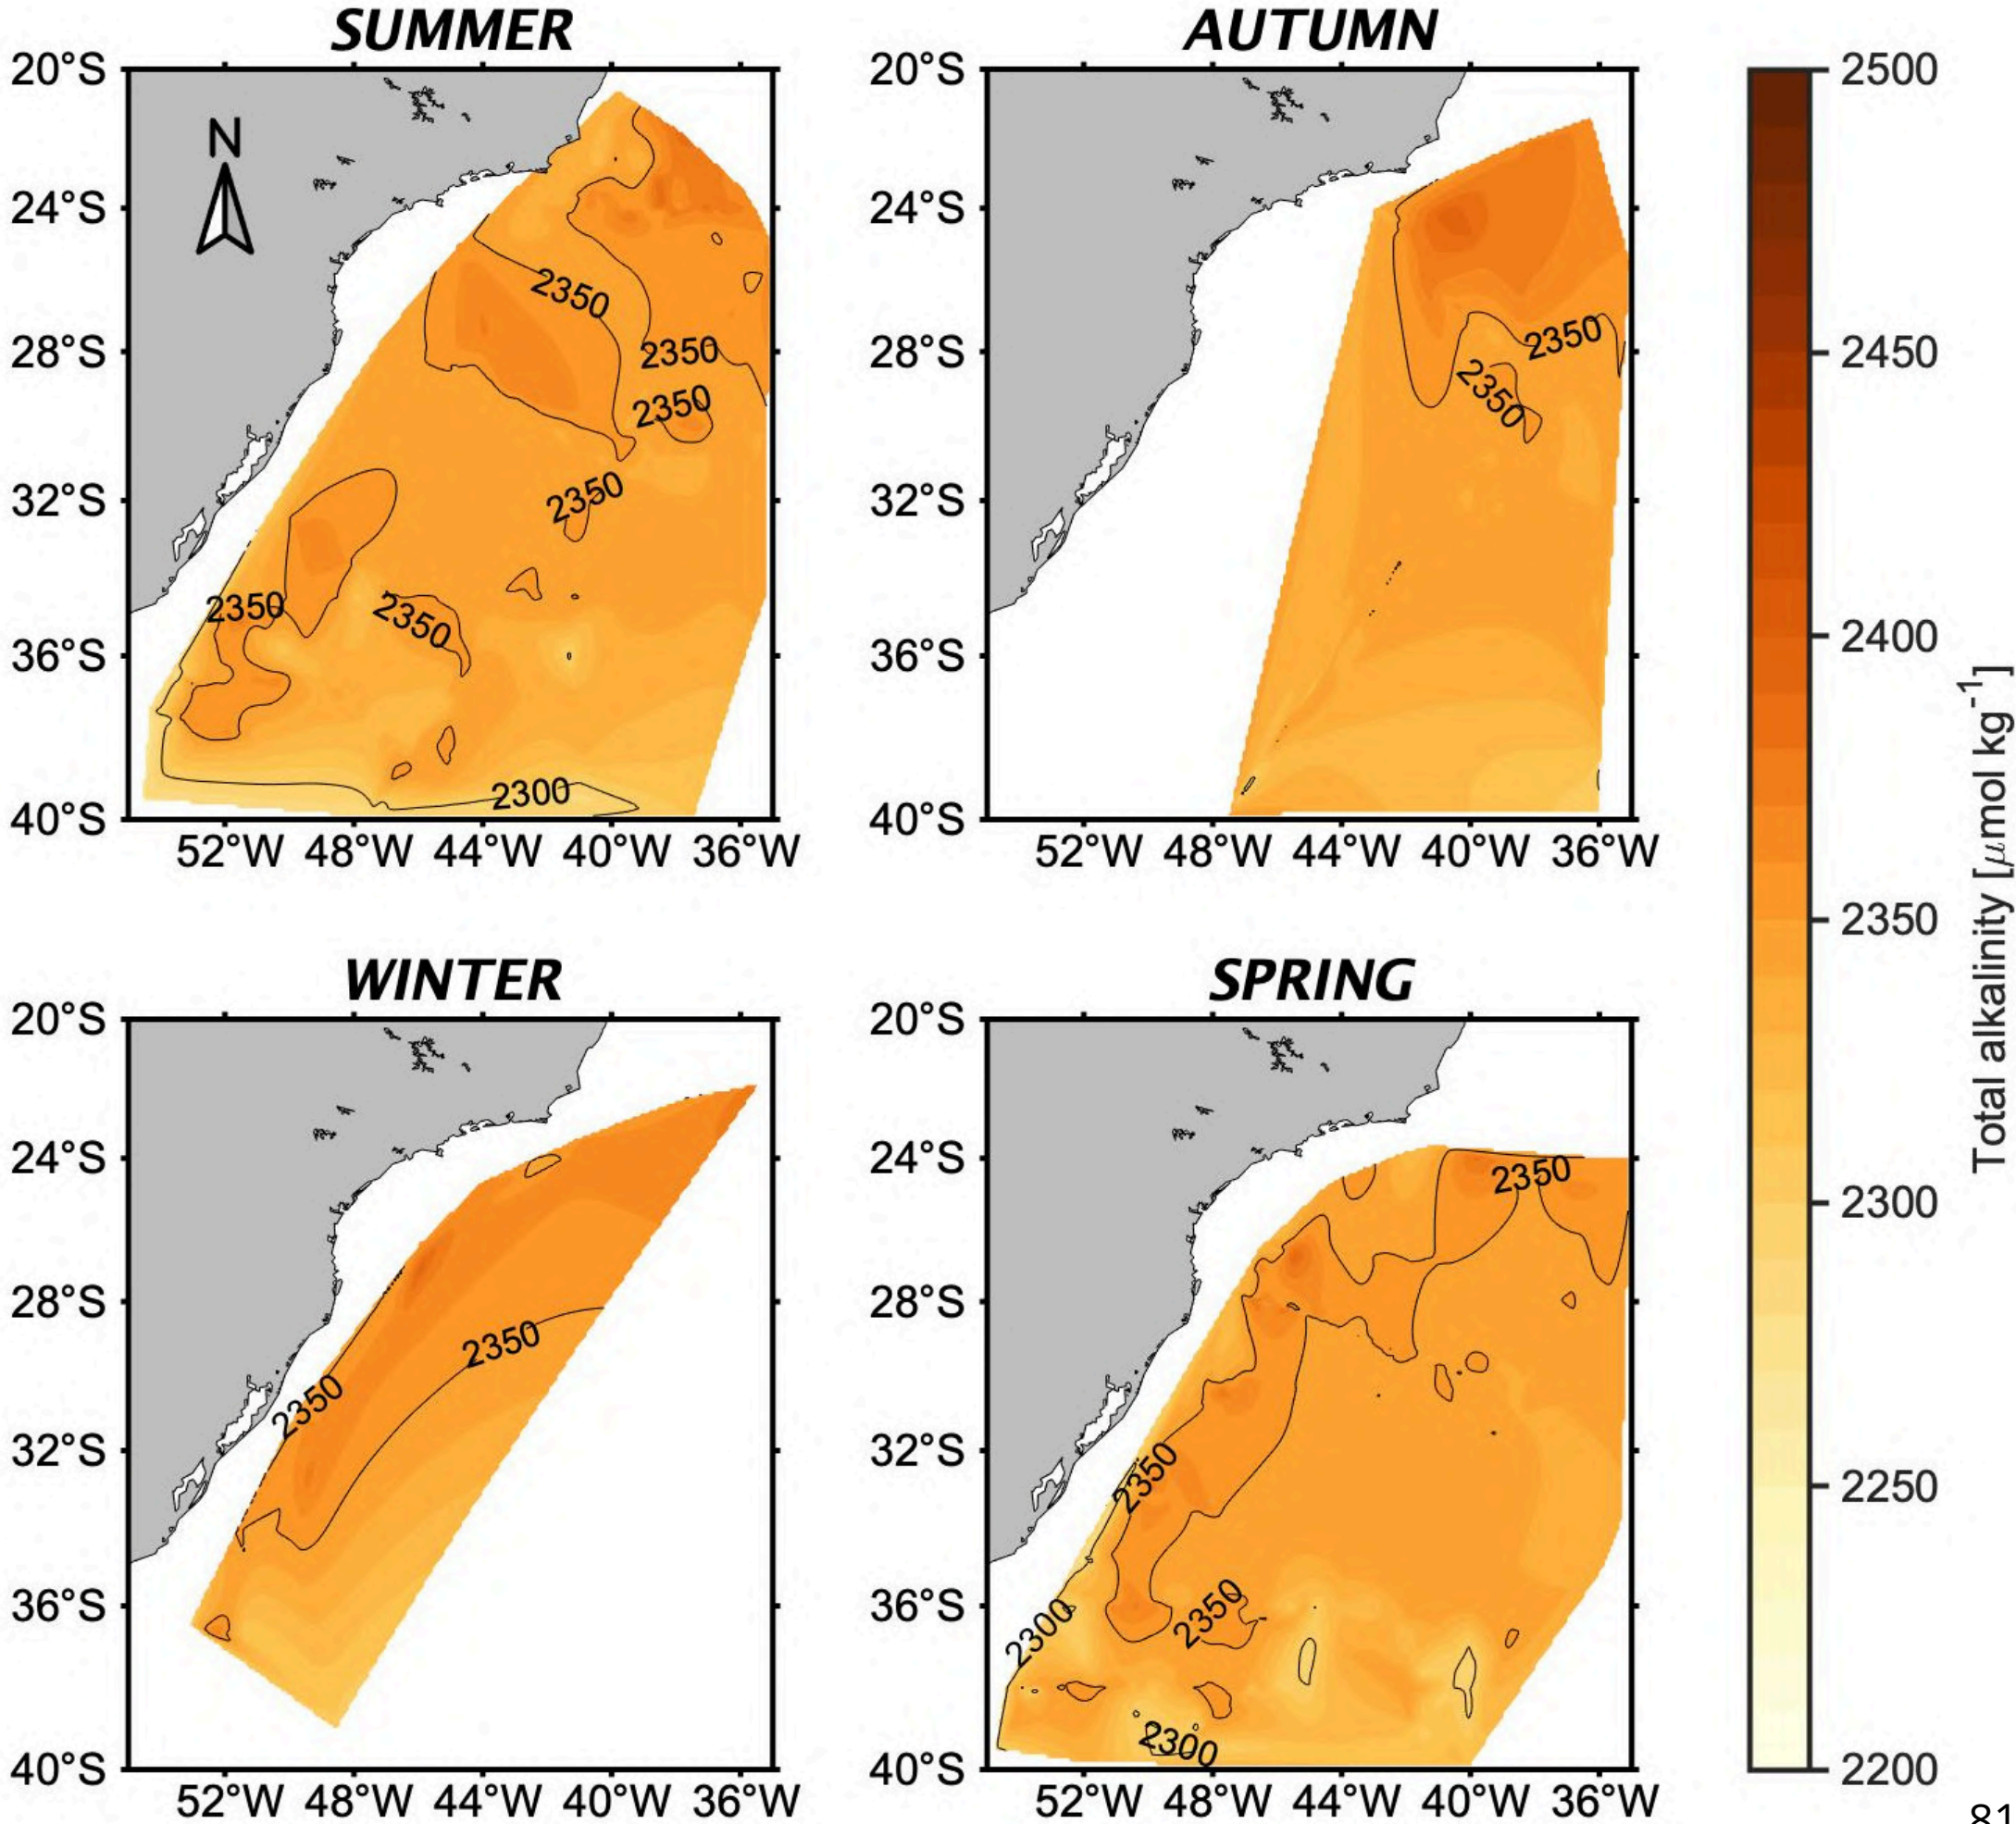 SUMMER
AUTUMN
20°S
24°S
28°S
32°S
36°S
40°S
N
2350
2350
2350
2350
2350
2350
2300
52°W 48°W 44°W 40°W 36°W
20°S
24°S
28°S
32°S
36°S
40°S
2350
2350
52°W 48°W 44°W 40°W 36°W
WINTER
SPRING
20°S
24°S
28°S
32°S
36°S
40°S
2350
2350
52°W 48°W 44°W 40°W 36°W
20°S
24°S
28°S
32°S
36°S
40°S
2350
2350
2300
2350
2300
52°W 48°W 44°W 40°W 36°W
2500
2450
2400
2350
2300
2250
2200
Total alkalinity [μmol kg⁻¹]
81